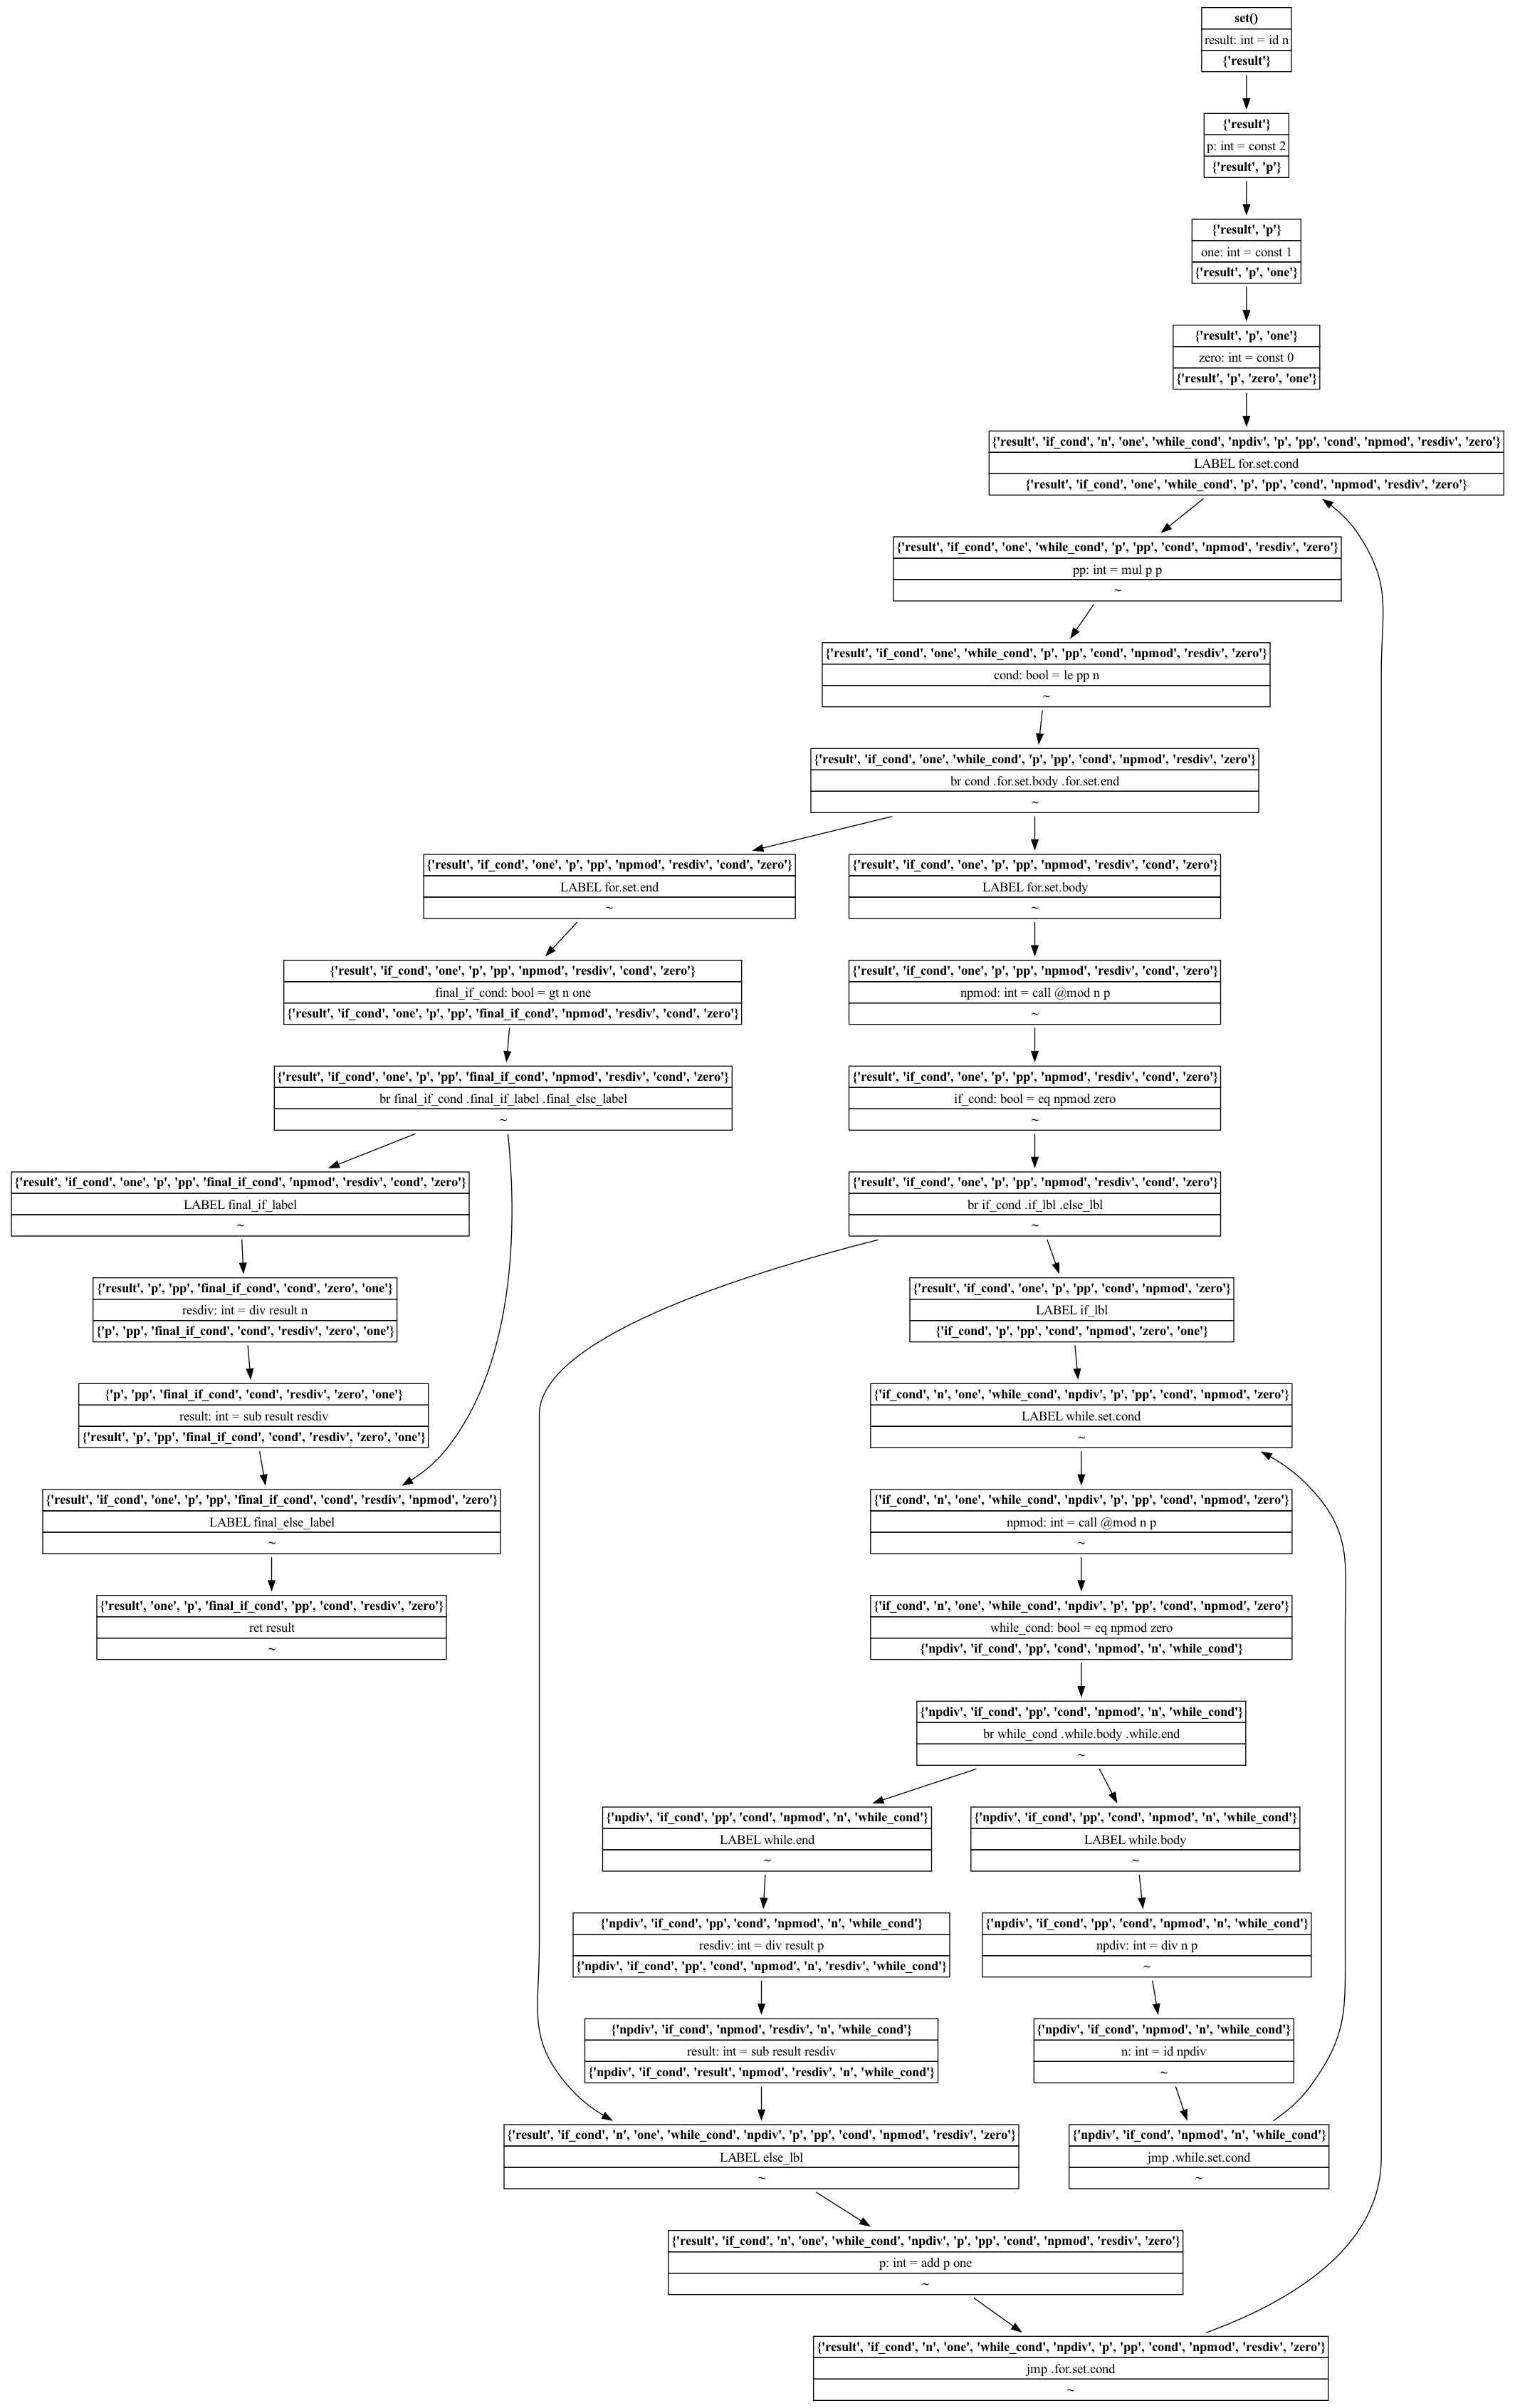 set()
result: int = id n
{'result'}
{'result'}
p: int = const 2
{'result', 'p'}
{'result', 'p'}
one: int = const 1
{'result', 'p', 'one'}
{'result', 'p', 'one'}
zero: int = const 0
{'result', 'p', 'zero', 'one'}
{'result', 'if_cond', 'n', 'one', 'while_cond', 'npdiv', 'p', 'pp', 'cond', 'npmod', 'resdiv', 'zero'}
LABEL for.set.cond
{'result', 'if_cond', 'one', 'while_cond', 'p', 'pp', 'cond', 'npmod', 'resdiv', 'zero'}
{'result', 'if_cond', 'one', 'while_cond', 'p', 'pp', 'cond', 'npmod', 'resdiv', 'zero'}
pp: int = mul p p
~
{'result', 'if_cond', 'one', 'while_cond', 'p', 'pp', 'cond', 'npmod', 'resdiv', 'zero'}
cond: bool = le pp n
~
{'result', 'if_cond', 'one', 'while_cond', 'p', 'pp', 'cond', 'npmod', 'resdiv', 'zero'}
br cond .for.set.body .for.set.end
~
{'result', 'if_cond', 'one', 'p', 'pp', 'npmod', 'resdiv', 'cond', 'zero'}
LABEL for.set.end
~
{'result', 'if_cond', 'one', 'p', 'pp', 'npmod', 'resdiv', 'cond', 'zero'}
LABEL for.set.body
~
{'result', 'if_cond', 'one', 'p', 'pp', 'npmod', 'resdiv', 'cond', 'zero'}
final_if_cond: bool = gt n one
{'result', 'if_cond', 'one', 'p', 'pp', 'final_if_cond', 'npmod', 'resdiv', 'cond', 'zero'}
{'result', 'if_cond', 'one', 'p', 'pp', 'npmod', 'resdiv', 'cond', 'zero'}
npmod: int = call @mod n p
~
{'result', 'if_cond', 'one', 'p', 'pp', 'final_if_cond', 'npmod', 'resdiv', 'cond', 'zero'}
br final_if_cond .final_if_label .final_else_label
~
{'result', 'if_cond', 'one', 'p', 'pp', 'npmod', 'resdiv', 'cond', 'zero'}
if_cond: bool = eq npmod zero
~
{'result', 'if_cond', 'one', 'p', 'pp', 'final_if_cond', 'npmod', 'resdiv', 'cond', 'zero'}
LABEL final_if_label
~
{'result', 'if_cond', 'one', 'p', 'pp', 'npmod', 'resdiv', 'cond', 'zero'}
br if_cond .if_lbl .else_lbl
~
{'result', 'p', 'pp', 'final_if_cond', 'cond', 'zero', 'one'}
resdiv: int = div result n
{'p', 'pp', 'final_if_cond', 'cond', 'resdiv', 'zero', 'one'}
{'result', 'if_cond', 'one', 'p', 'pp', 'cond', 'npmod', 'zero'}
LABEL if_lbl
{'if_cond', 'p', 'pp', 'cond', 'npmod', 'zero', 'one'}
{'p', 'pp', 'final_if_cond', 'cond', 'resdiv', 'zero', 'one'}
result: int = sub result resdiv
{'result', 'p', 'pp', 'final_if_cond', 'cond', 'resdiv', 'zero', 'one'}
{'if_cond', 'n', 'one', 'while_cond', 'npdiv', 'p', 'pp', 'cond', 'npmod', 'zero'}
LABEL while.set.cond
~
{'result', 'if_cond', 'one', 'p', 'pp', 'final_if_cond', 'cond', 'resdiv', 'npmod', 'zero'}
LABEL final_else_label
~
{'if_cond', 'n', 'one', 'while_cond', 'npdiv', 'p', 'pp', 'cond', 'npmod', 'zero'}
npmod: int = call @mod n p
~
{'result', 'one', 'p', 'final_if_cond', 'pp', 'cond', 'resdiv', 'zero'}
ret result
~
{'if_cond', 'n', 'one', 'while_cond', 'npdiv', 'p', 'pp', 'cond', 'npmod', 'zero'}
while_cond: bool = eq npmod zero
{'npdiv', 'if_cond', 'pp', 'cond', 'npmod', 'n', 'while_cond'}
{'npdiv', 'if_cond', 'pp', 'cond', 'npmod', 'n', 'while_cond'}
br while_cond .while.body .while.end
~
{'npdiv', 'if_cond', 'pp', 'cond', 'npmod', 'n', 'while_cond'}
LABEL while.end
~
{'npdiv', 'if_cond', 'pp', 'cond', 'npmod', 'n', 'while_cond'}
LABEL while.body
~
{'npdiv', 'if_cond', 'pp', 'cond', 'npmod', 'n', 'while_cond'}
resdiv: int = div result p
{'npdiv', 'if_cond', 'pp', 'cond', 'npmod', 'n', 'resdiv', 'while_cond'}
{'npdiv', 'if_cond', 'pp', 'cond', 'npmod', 'n', 'while_cond'}
npdiv: int = div n p
~
{'npdiv', 'if_cond', 'npmod', 'resdiv', 'n', 'while_cond'}
result: int = sub result resdiv
{'npdiv', 'if_cond', 'result', 'npmod', 'resdiv', 'n', 'while_cond'}
{'npdiv', 'if_cond', 'npmod', 'n', 'while_cond'}
n: int = id npdiv
~
{'result', 'if_cond', 'n', 'one', 'while_cond', 'npdiv', 'p', 'pp', 'cond', 'npmod', 'resdiv', 'zero'}
LABEL else_lbl
~
{'npdiv', 'if_cond', 'npmod', 'n', 'while_cond'}
jmp .while.set.cond
~
{'result', 'if_cond', 'n', 'one', 'while_cond', 'npdiv', 'p', 'pp', 'cond', 'npmod', 'resdiv', 'zero'}
p: int = add p one
~
{'result', 'if_cond', 'n', 'one', 'while_cond', 'npdiv', 'p', 'pp', 'cond', 'npmod', 'resdiv', 'zero'}
jmp .for.set.cond
~